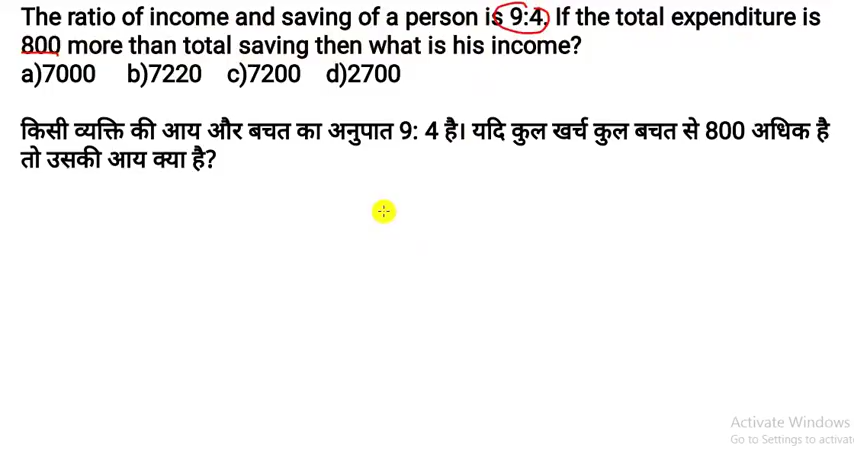 The ratio of income and saving of a person is 9:4. If the total expenditure is
800 more than total saving then what is his income?
a)7000 b)7220 c)7200 d)2700
किसी व्यक्ति की आय और बचत का अनुपात 9: 4 है। यदि कुल खर्च कुल बचत से 800 अधिक है
तो उसकी आय क्या है?
Activate Windows
Go to Settings to activat